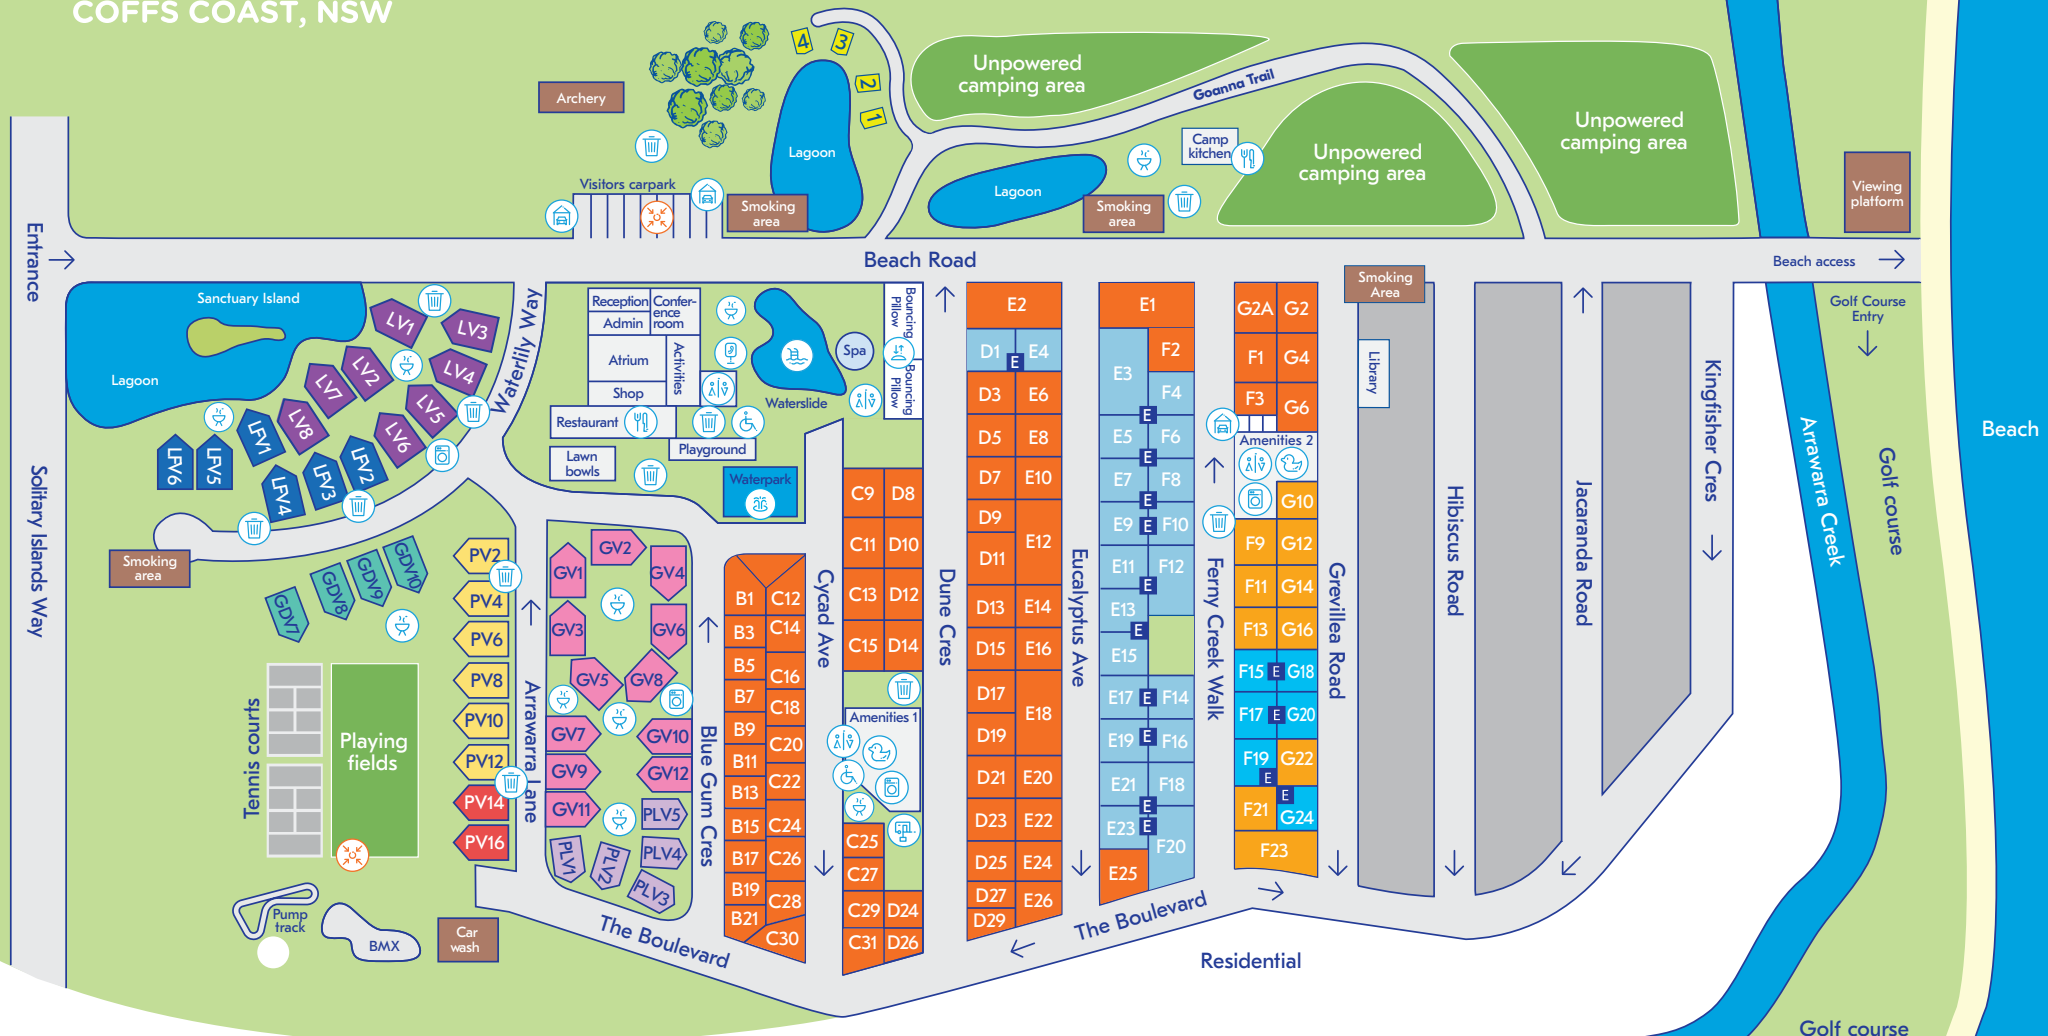 COFFS COAST, NSW
4
3
2
1
Archery
Unpowered
camping area
Goanna Trail
Unpowered
camping area
Unpowered
camping area
Lagoon
Lagoon
Camp
kitchen
Visitors carpark
Smoking
area
Smoking
area
Viewing
platform
Entrance
Beach Road
Beach access
Smoking
Area
Golf Course
Entry
Sanctuary Island
Lagoon
Waterlily Way
Solitary Islands Way
LV1
LV3
LV2
LV4
LV7
LV5
LV8
LV6
LFV1
LFV2
LFV3
LFV4
LFV5
LFV6
Smoking
area
GDV7
GDV8
GDV9
GDV10
Reception
Confer-
ence
room
Admin
Atrium
Activities
Shop
Restaurant
Playground
Lawn
bowls
Waterslide
Spa
Bouncing
Pillow
Bouncing
Pillow
Waterpark
Tennis courts
Playing
fields
Pump
track
BMX
Car
wash
PV2
PV4
PV6
PV8
PV10
PV12
PV14
PV16
Arrawarra Lane
GV1
GV2
GV3
GV4
GV5
GV6
GV7
GV8
GV9
GV10
GV11
GV12
PLV1
PLV2
PLV3
PLV4
PLV5
Blue Gum Cres
The Boulevard
B1
B3
B5
B7
B9
B11
B13
B15
B17
B19
B21
C12
C14
C16
C18
C20
C22
C24
C26
C28
C30
Cycad Ave
C9
D8
C11
D10
C13
D12
C15
D14
Amenities 1
C25
C27
C29
D24
C31
D26
Dune Cres
E2
D1
E
E4
D3
E6
D5
E8
D7
E10
D9
E12
D11
D13
E14
D15
E16
D17
E18
D19
D21
E20
D23
E22
D25
E24
D27
E26
D29
Eucalyptus Ave
The Boulevard
E1
E3
F2
F4
E
E5
F6
E
E7
F8
E
E9
E
F10
E11
F12
E
E13
E
E15
E17
E
F14
E19
E
F16
E21
F18
E
E23
E
F20
E25
Ferny Creek Walk
G2A
G2
F1
G4
F3
G6
Amenities 2
G10
F9
G12
F11
G14
F13
G16
F15
E
G18
F17
E
G20
F19
E
G22
F21
E
G24
F23
Grevillea Road
Library
Hibiscus Road
Jacaranda Road
Kingfisher Cres
Residential
Arrawarra Creek
Golf course
Beach
Golf course